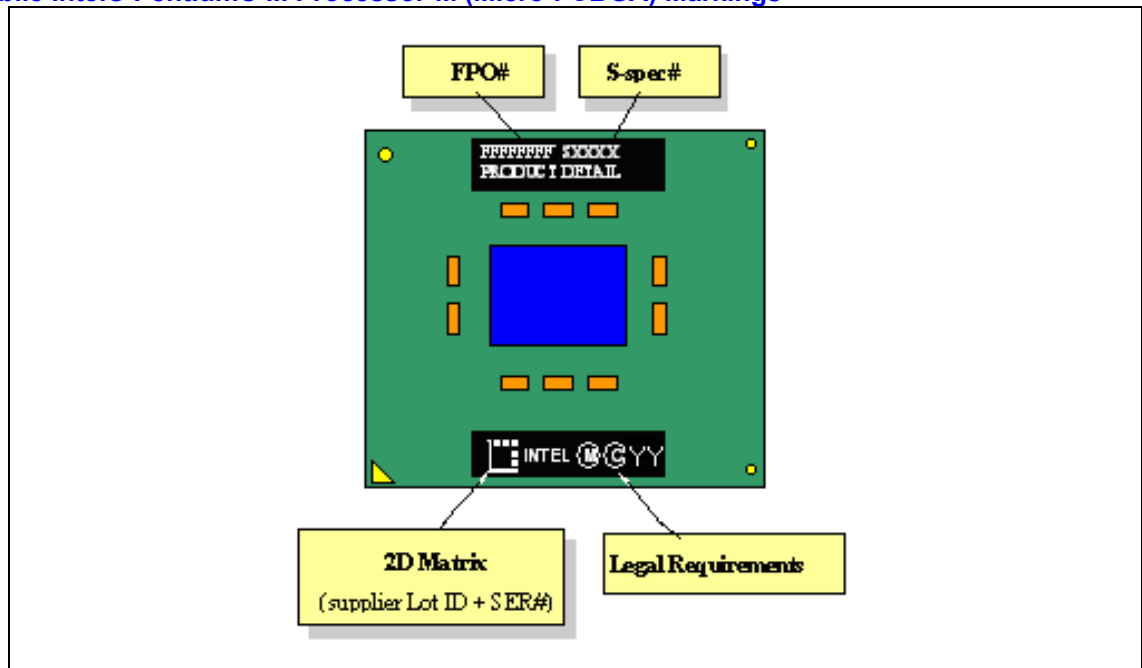 FPO#
S-spec#
FFFFFFFF SXXXX
PRODUCT DETAIL
INTEL Ⓜ Ⓒ YY
2D Matrix
(supplier Lot ID + SER#)
Legal Requirements